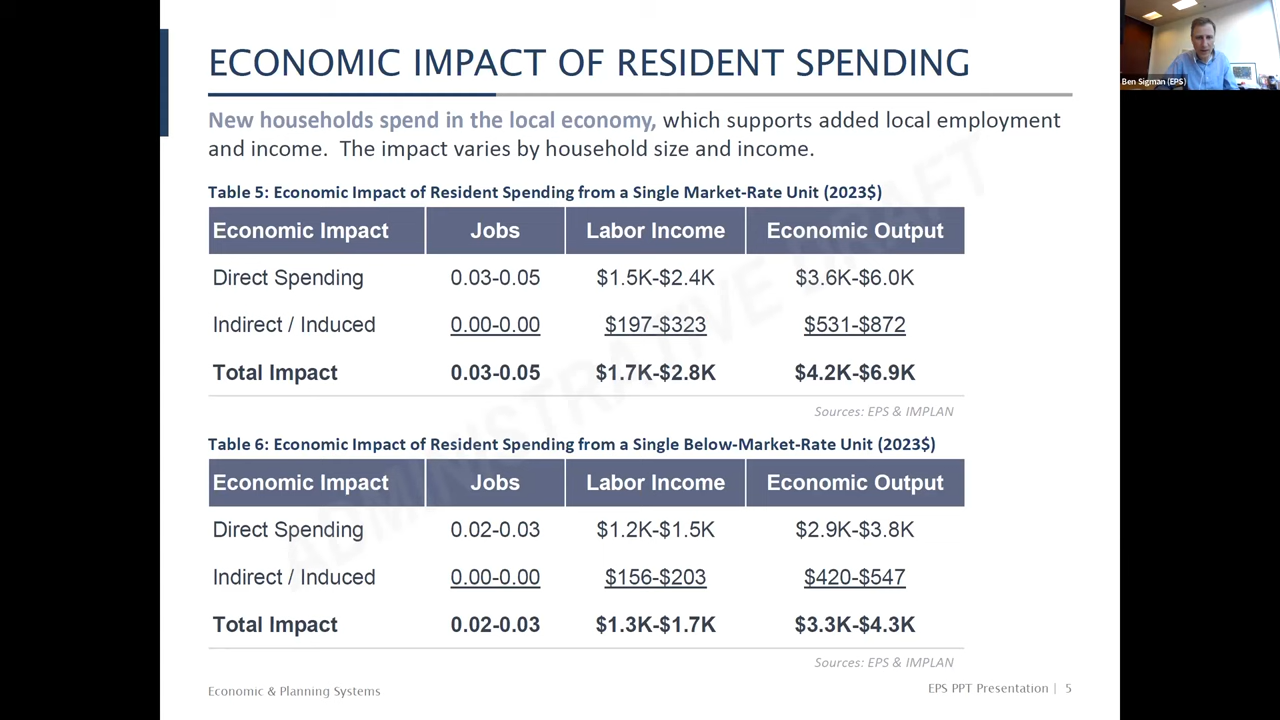 ECONOMIC IMPACT OF RESIDENT SPENDING
Ben Sigman (EPS)
New households spend in the local economy, which supports added local employment
and income. The impact varies by household size and income.
Table 5: Economic Impact of Resident Spending from a Single Market-Rate Unit (2023$)
Economic Impact Jobs Labor Income Economic Output
Direct Spending 0.03-0.05 $1.5K-$2.4K $3.6K-$6.0K
Indirect / Induced 0.00-0.00 $197-$323 $531-$872
Total Impact 0.03-0.05 $1.7K-$2.8K $4.2K-$6.9K
Sources: EPS & IMPLAN
Table 6: Economic Impact of Resident Spending from a Single Below-Market-Rate Unit (2023$)
Economic Impact Jobs Labor Income Economic Output
Direct Spending 0.02-0.03 $1.2K-$1.5K $2.9K-$3.8K
Indirect / Induced 0.00-0.00 $156-$203 $420-$547
Total Impact 0.02-0.03 $1.3K-$1.7K $3.3K-$4.3K
Sources: EPS & IMPLAN
ADMINISTRATIVE DRAFT
Economic & Planning Systems
EPS PPT Presentation | 5